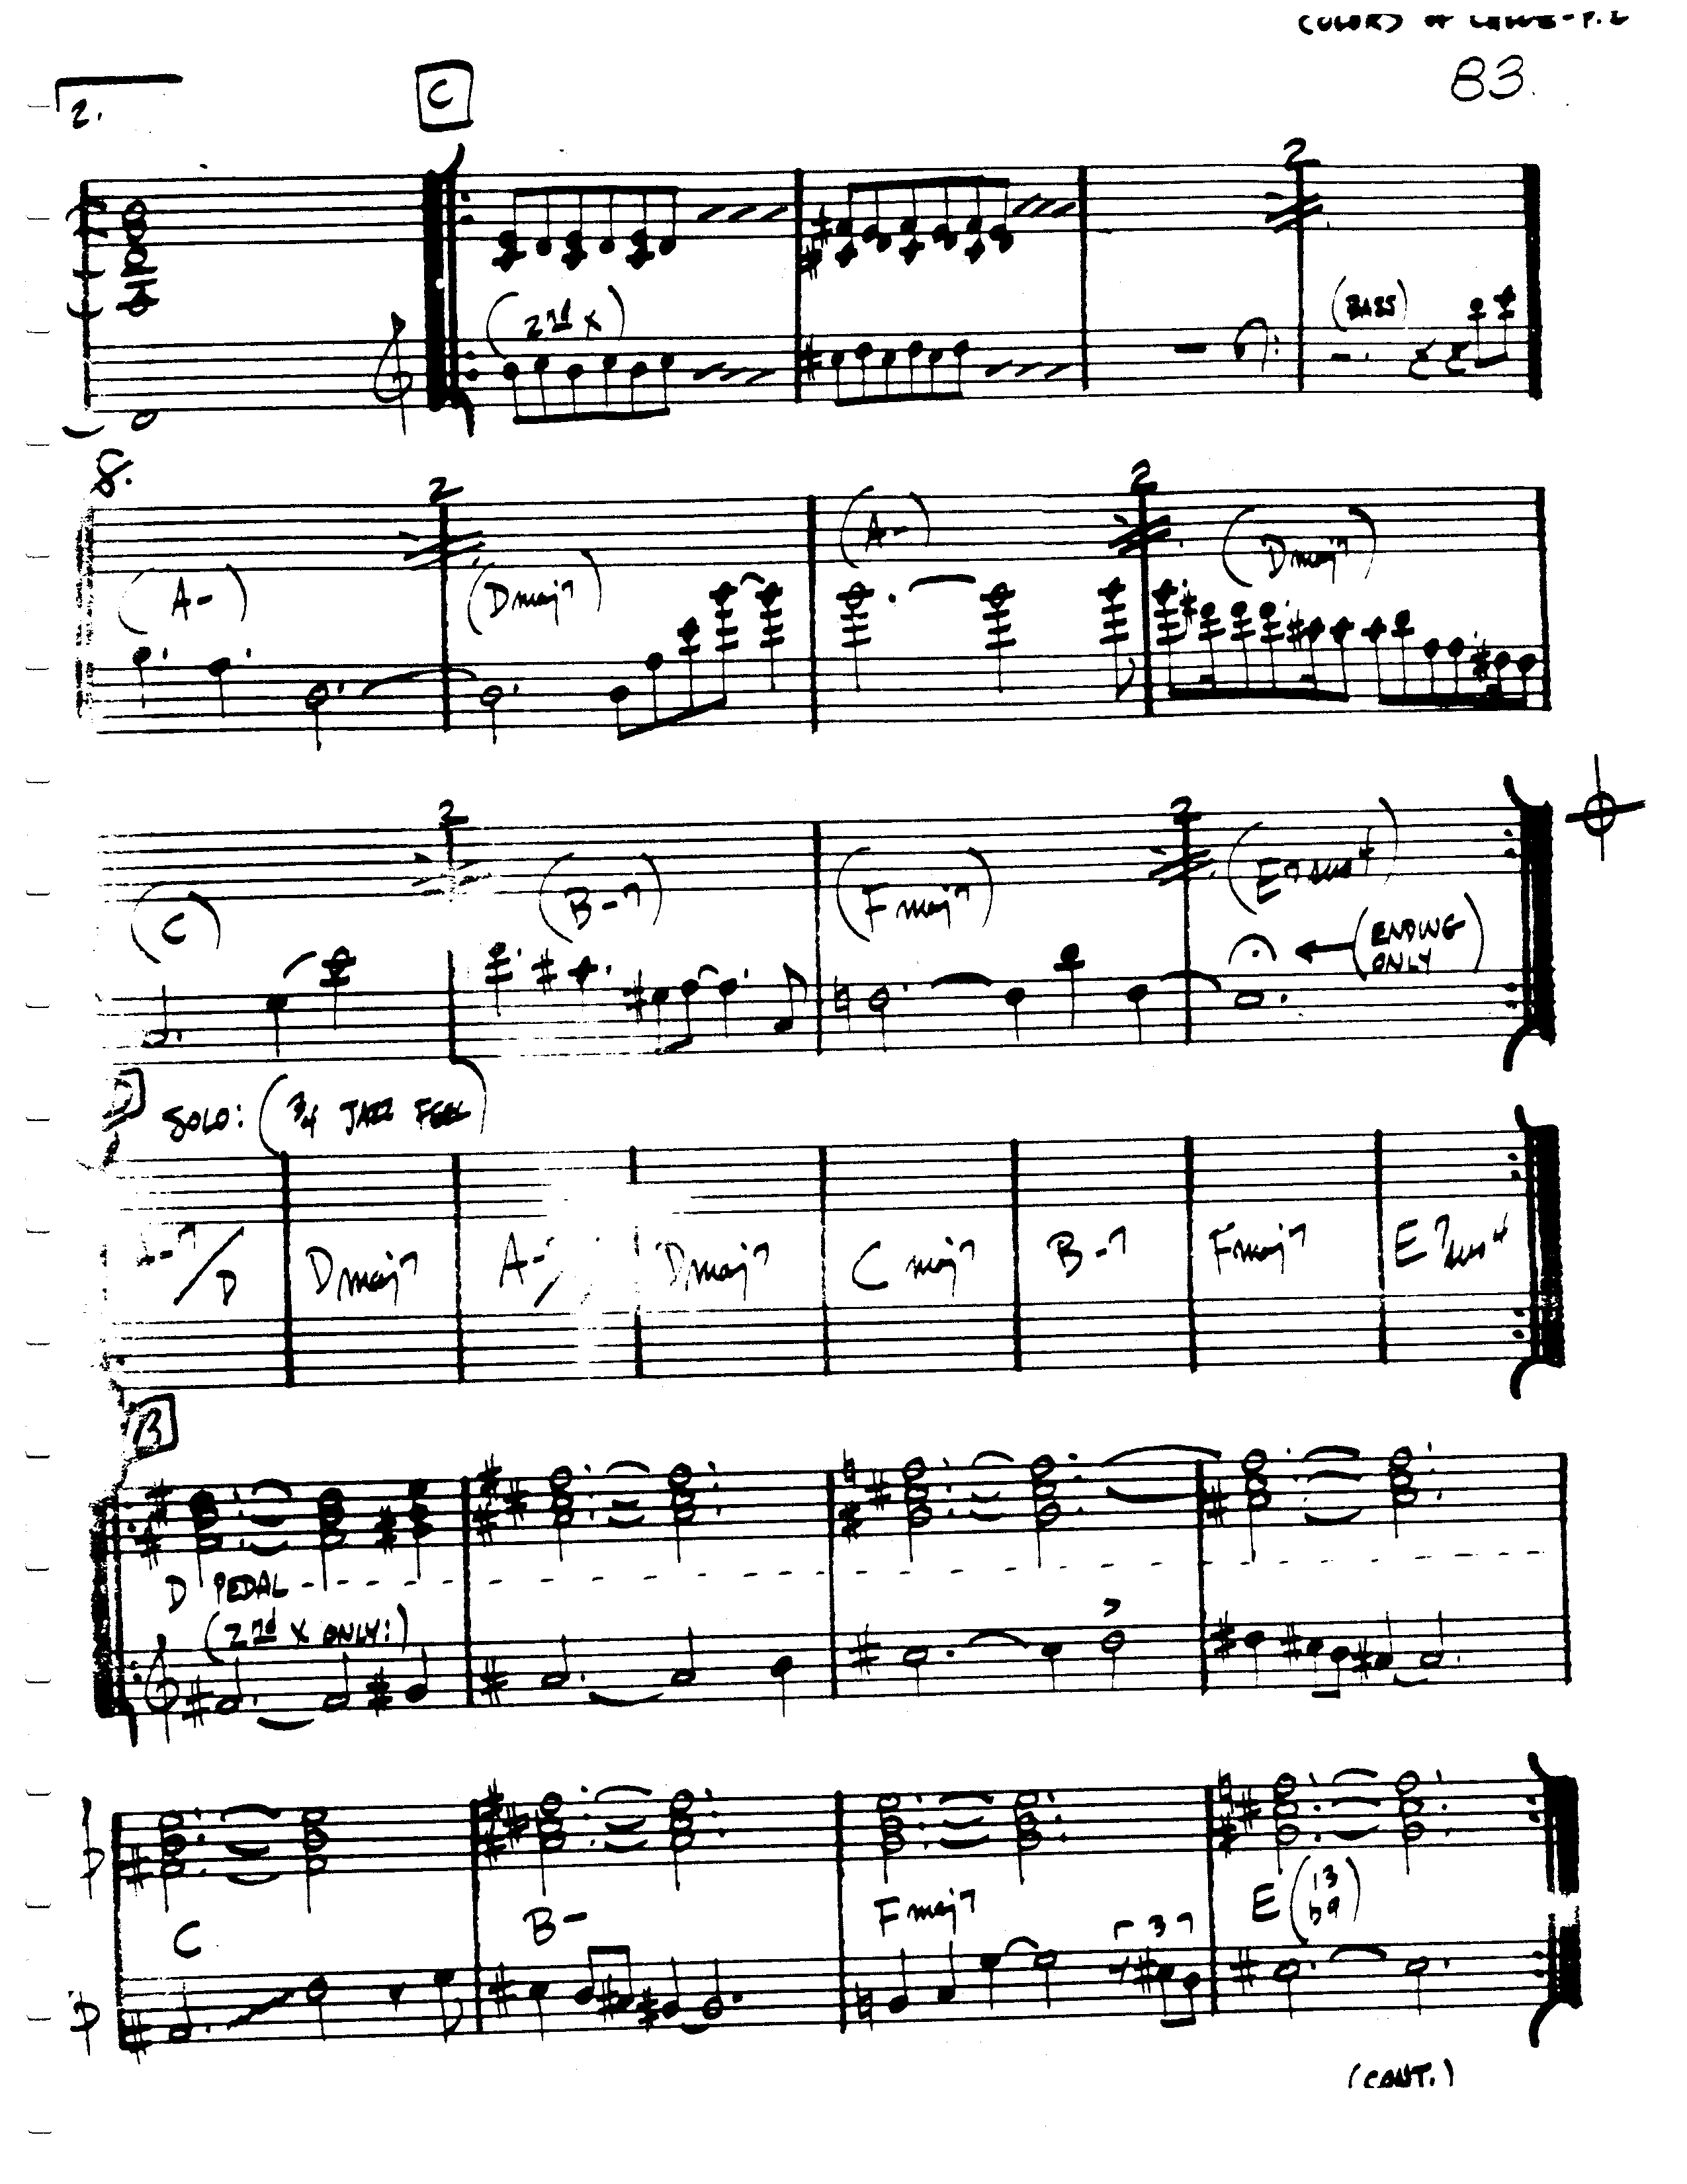 COLORS OF CHLOE - P. 2
83.
2.
C
2
(2nd X)
(BASS)
8.
2
2
(A-)
(Dmaj7)
(A-)
(Dmaj7)
2
2
(C)
(B-7)
(Fmaj7)
(E7sus4)
(ENDING
ONLY)
D
SOLO: (3/4 JAZZ FEEL)
A-7/D
Dmaj7
Dmaj7
C maj7
B-7
Fmaj7
E7sus4
B
D PEDAL
(2nd X ONLY:)
C
B-
Fmaj7
3
E(13
b9)
(CONT.)